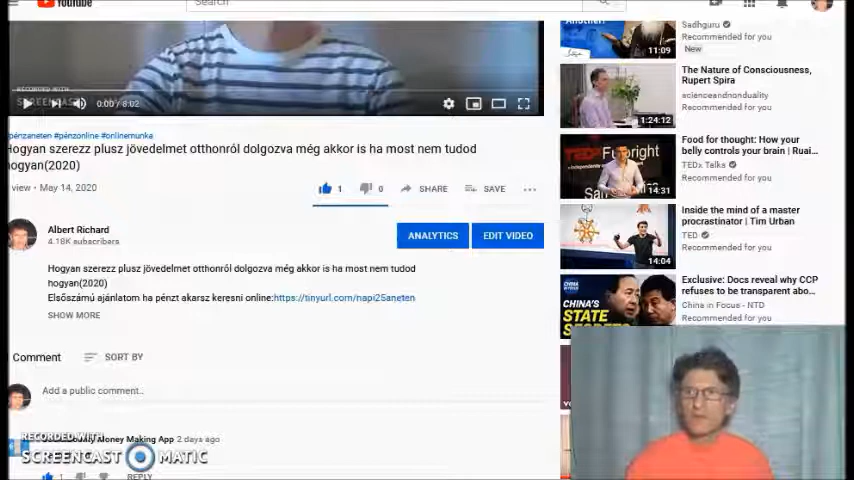 YouTube
Search
RECORDED WITH
0:00 / 8:02
#pénzaneten #pénzonline #onlinemunka
Hogyan szerezz plusz jövedelmet otthonról dolgozva még akkor is ha most nem tudod
hogyan(2020)
view • May 14, 2020
1
0
SHARE
SAVE
Albert Richard
4.18K subscribers
ANALYTICS
EDIT VIDEO
Hogyan szerezz plusz jövedelmet otthonról dolgozva még akkor is ha most nem tudod
hogyan(2020)
Elsőszámú ajánlatom ha pénzt akarsz keresni online:https://tinyurl.com/napi25aneten
SHOW MORE
Comment
SORT BY
Add a public comment...
Money Making App 2 days ago
RECORDED WITH
SCREENCAST MATIC
1
REPLY
Sadhguru
Recommended for you
New
11:09
The Nature of Consciousness,
Rupert Spira
scienceandnonduality
Recommended for you
1:24:12
Food for thought: How your
belly controls your brain | Ruai...
TEDx Talks
Recommended for you
14:31
Inside the mind of a master
procrastinator | Tim Urban
TED
Recommended for you
14:04
Exclusive: Docs reveal why CCP
refuses to be transparent abo...
China in Focus - NTD
Recommended for you
CHINA'S
STATE